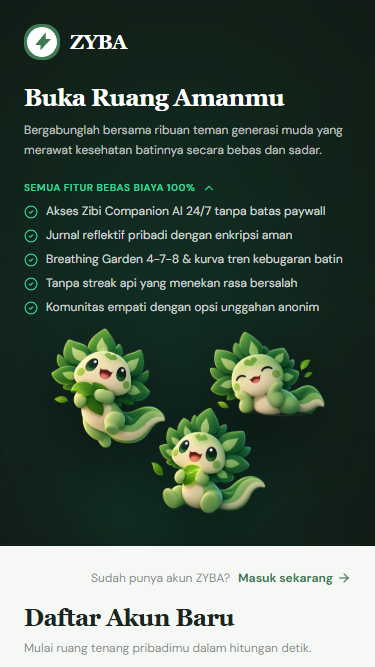 ZYBA
Buka Ruang Amanmu
Bergabunglah bersama ribuan teman generasi muda yang
merawat kesehatan batinnya secara bebas dan sadar.
SEMUA FITUR BEBAS BIAYA 100%
Akses Zibi Companion AI 24/7 tanpa batas paywall
Jurnal reflektif pribadi dengan enkripsi aman
Breathing Garden 4-7-8 & kurva tren kebugaran batin
Tanpa streak api yang menekan rasa bersalah
Komunitas empati dengan opsi unggahan anonim
Sudah punya akun ZYBA? Masuk sekarang →
Daftar Akun Baru
Mulai ruang tenang pribadimu dalam hitungan detik.